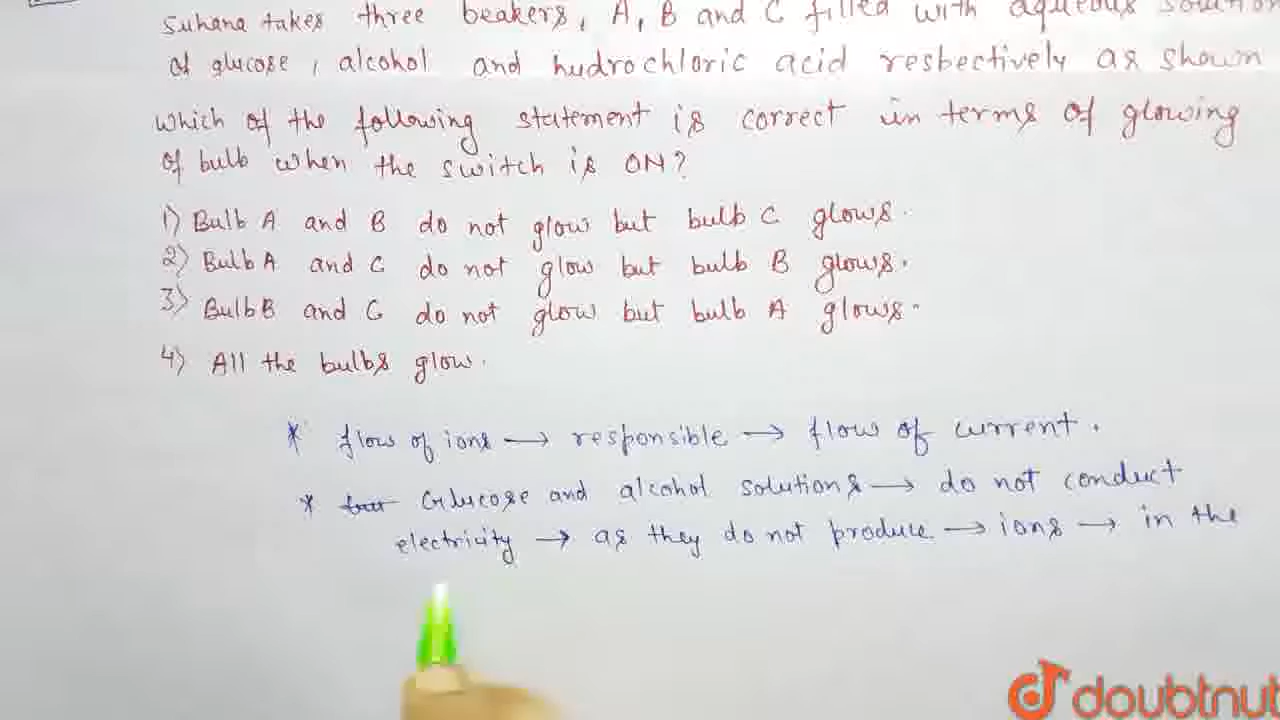 Suhana takes three beakers, A, B and C filled with aqueous solution
of glucose, alcohol and hydrochloric acid respectively as shown
Which of the following statement is correct in terms of glowing
of bulb when the switch is ON?
1) Bulb A and B do not glow but bulb C glows.
2) Bulb A and C do not glow but bulb B glows.
3) Bulb B and C do not glow but bulb A glows.
4) All the bulbs glow.
* flow of ions → responsible → flow of current.
* Glucose and alcohol solutions → do not conduct
electricity → as they do not produce → ions → in the
doubtnut